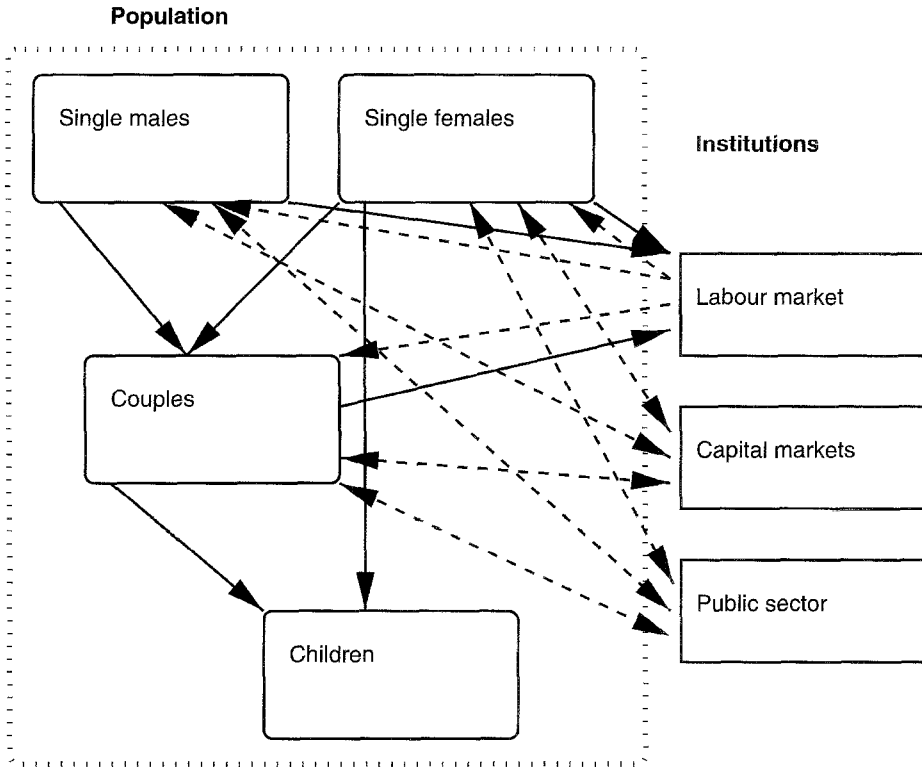 Population
Single males
Single females
Institutions
Labour market
Couples
Capital markets
Public sector
Children